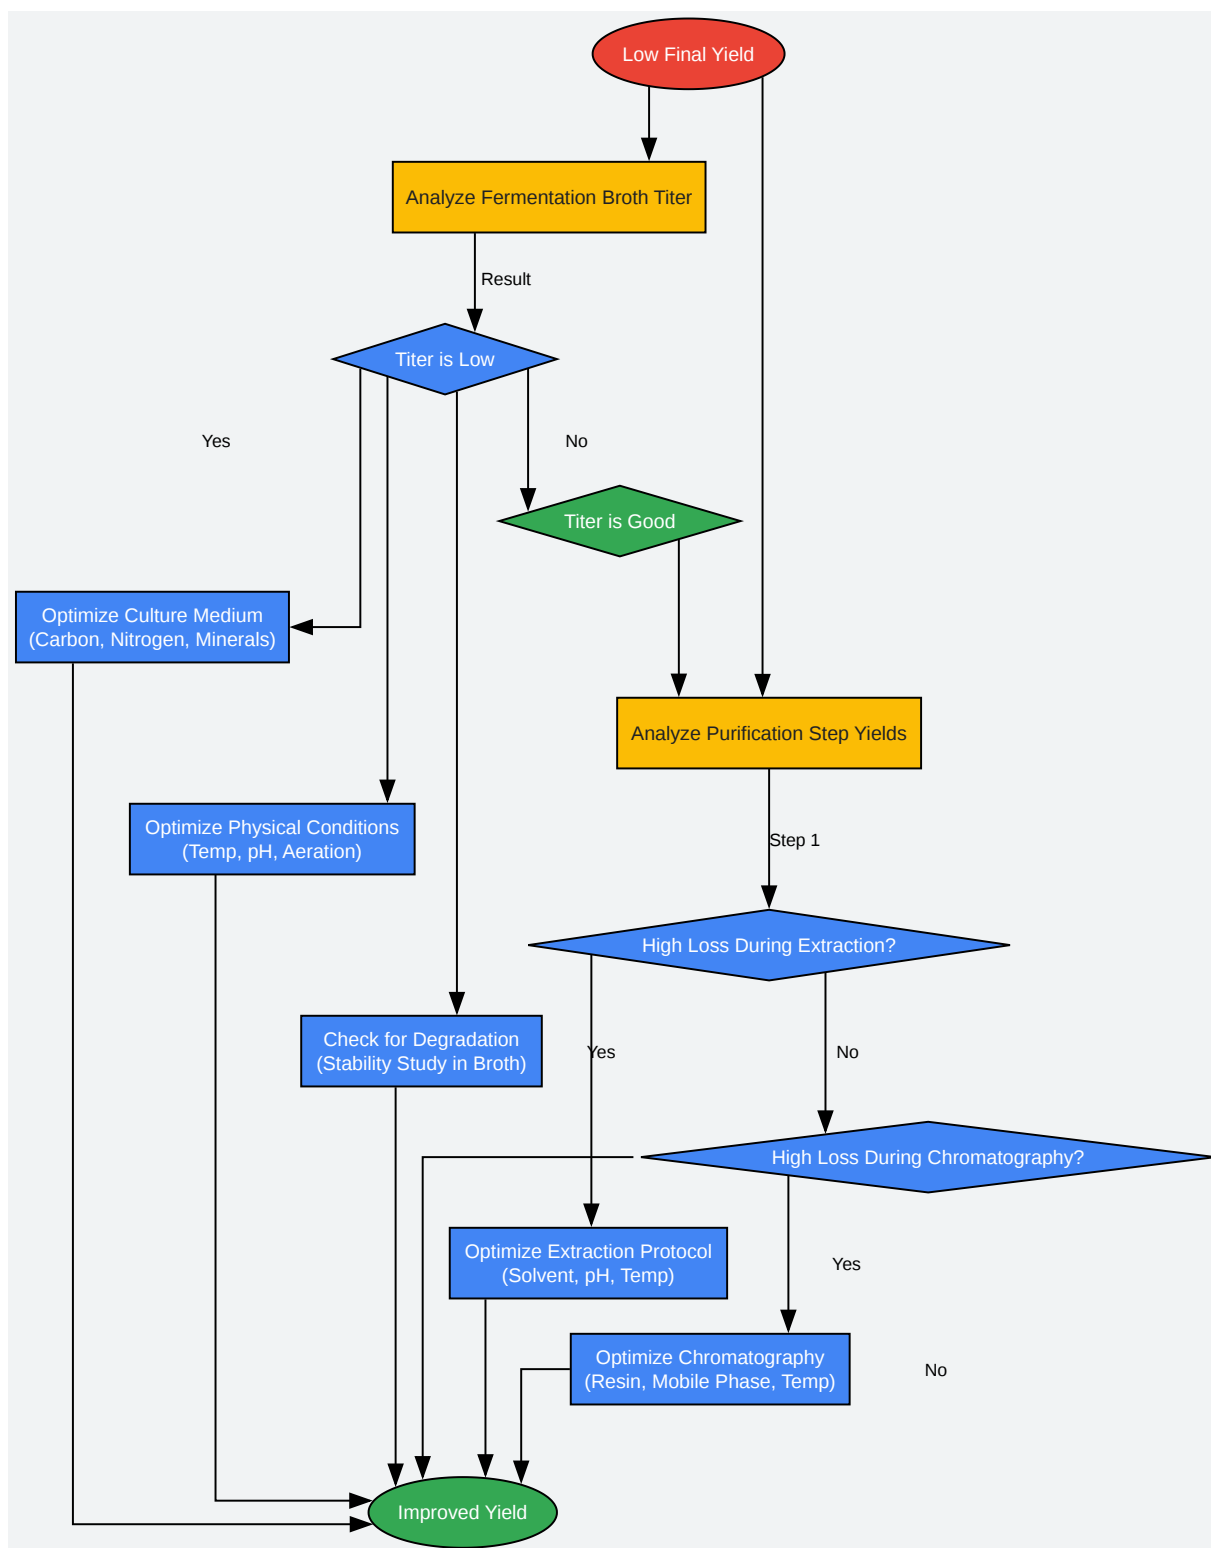 Low Final Yield
Analyze Fermentation Broth Titer
Result
Titer is Low
Yes
No
Titer is Good
Optimize Culture Medium
(Carbon, Nitrogen, Minerals)
Analyze Purification Step Yields
Optimize Physical Conditions
(Temp, pH, Aeration)
Step 1
High Loss During Extraction?
Check for Degradation
(Stability Study in Broth)
Yes
No
High Loss During Chromatography?
Optimize Extraction Protocol
(Solvent, pH, Temp)
Yes
Optimize Chromatography
(Resin, Mobile Phase, Temp)
No
Improved Yield